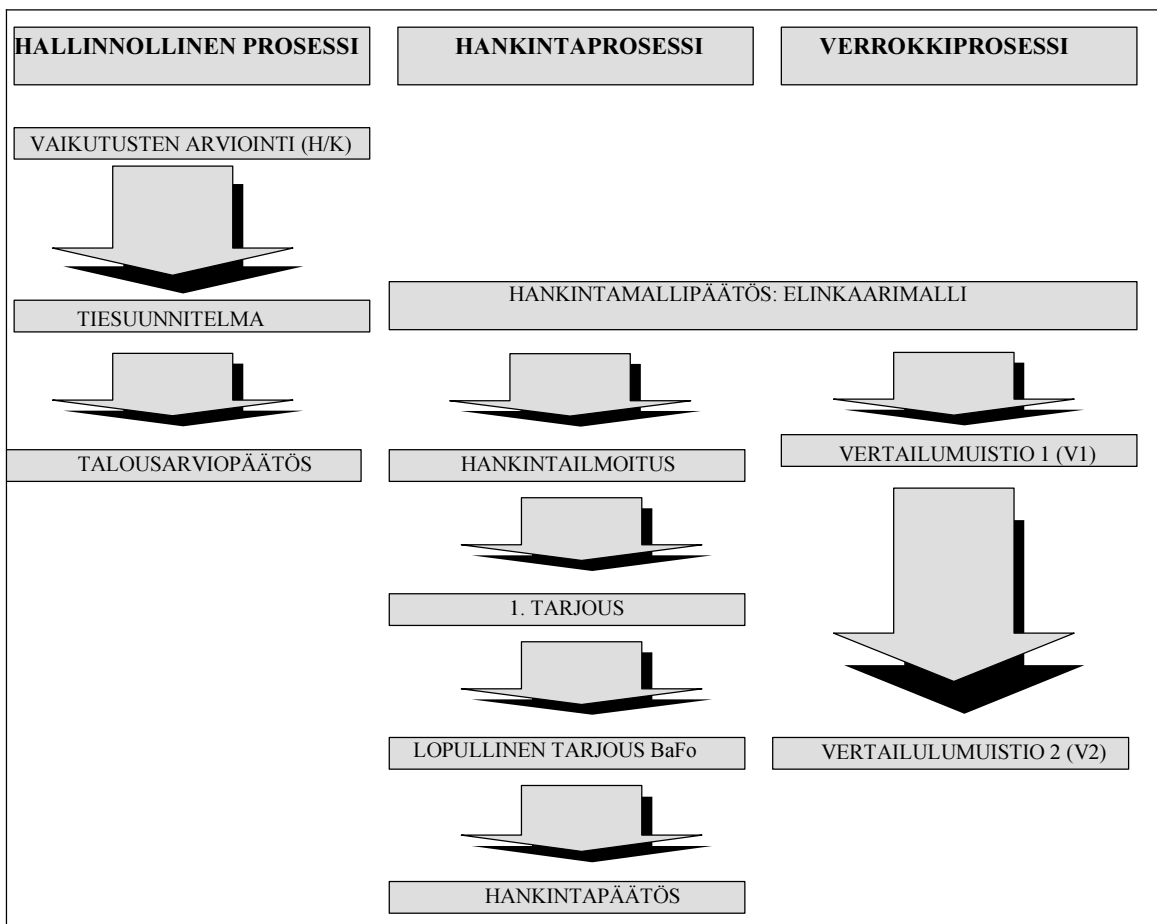 HALLINNOLLINEN PROSESSI
HANKINTAPROSESSI
VERROKKIPROSESSI
VAIKUTUSTEN ARVIOINTI (H/K)
HANKINTAMALLIPÄÄTÖS: ELINKAARIMALLI
TIESUUNNITELMA
TALOUSARVIOPÄÄTÖS
HANKINTAILMOITUS
VERTAILUMUISTIO 1 (V1)
1. TARJOUS
LOPULLINEN TARJOUS BaFo
VERTAILULUMUISTIO 2 (V2)
HANKINTAPÄÄTÖS